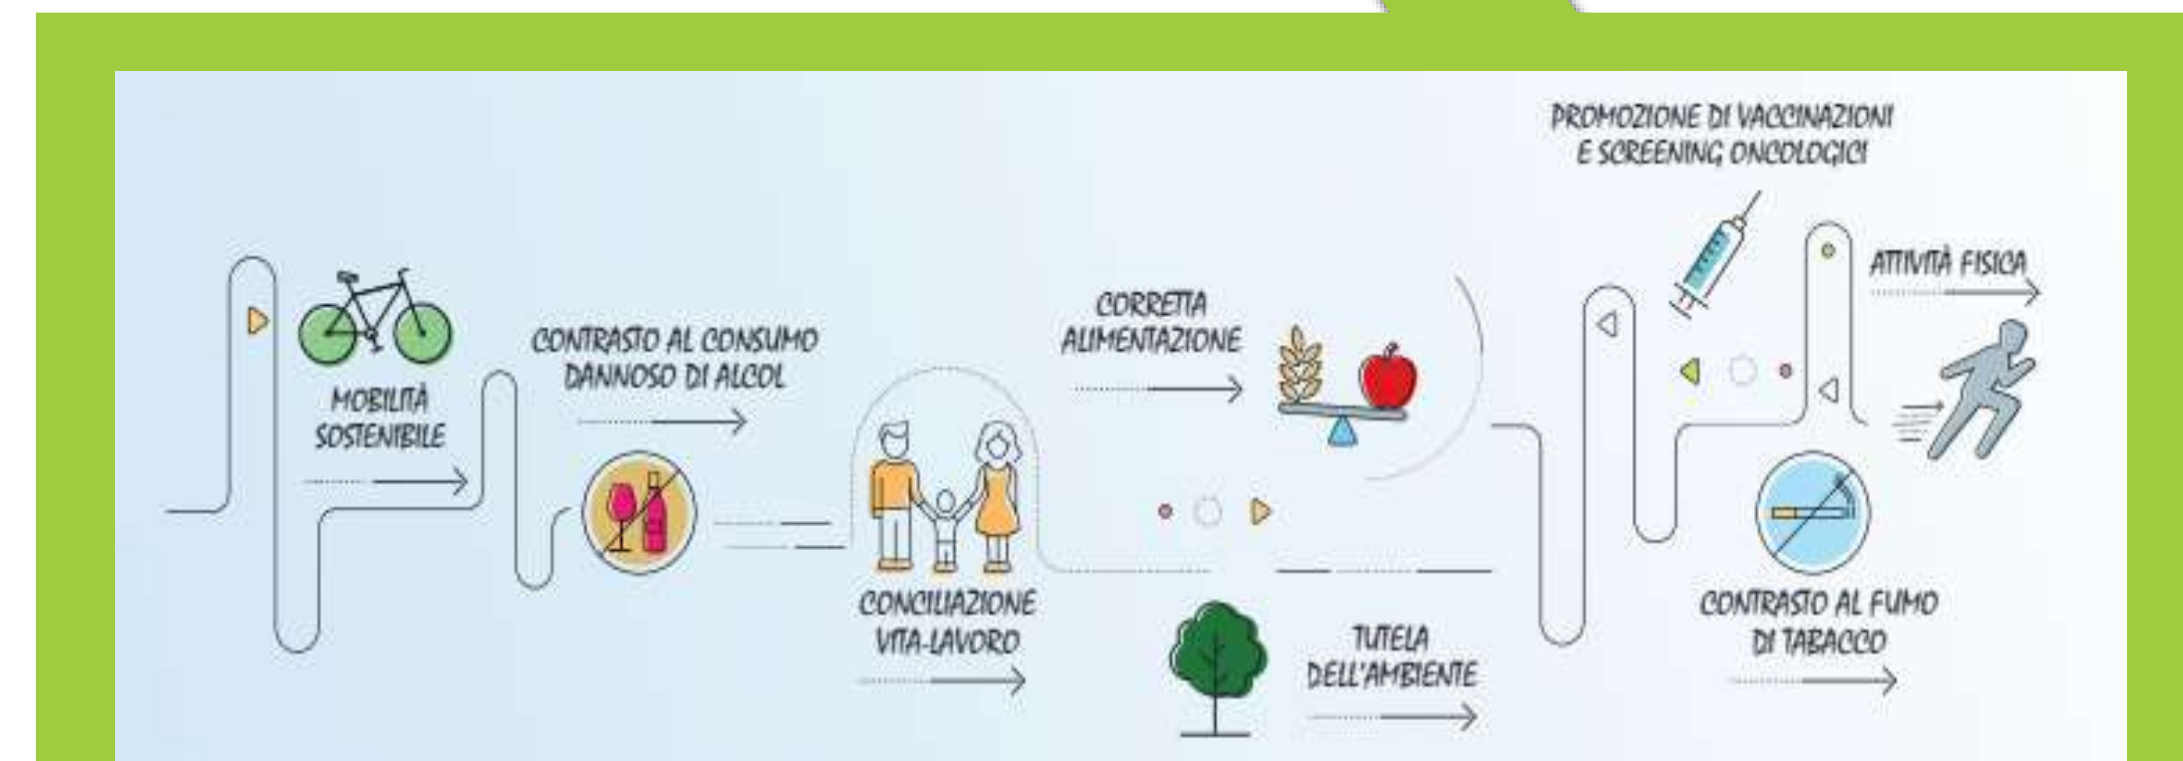 PROMOZIONE DI VACCINAZIONI
E SCREENING ONCOLOGICI
ATTIVITÀ FISICA
CORRETTA
ALIMENTAZIONE
CONTRASTO AL CONSUMO
DANNOSO DI ALCOL
MOBILITÀ
SOSTENIBILE
CONCILIAZIONE
VITA-LAVORO
TUTELA
DELL'AMBIENTE
CONTRASTO AL FUMO
DI TABACCO